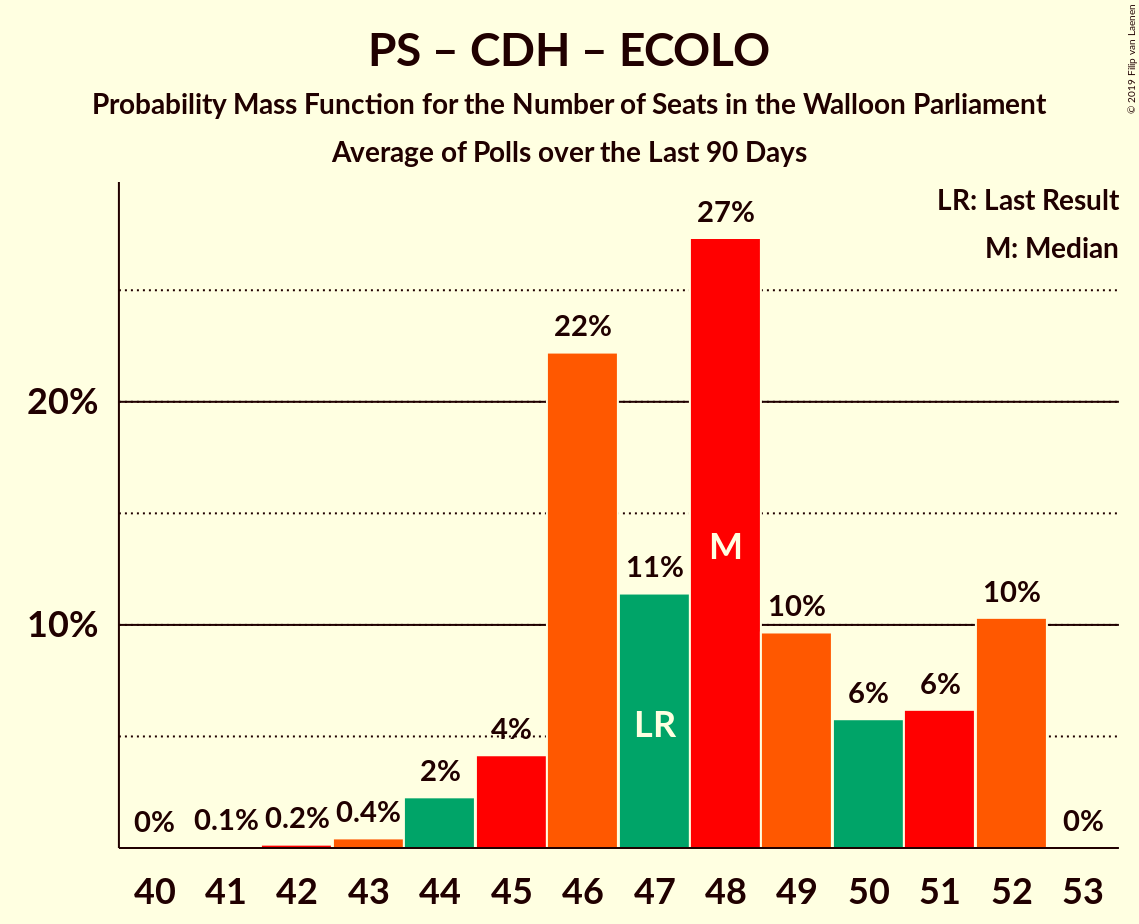 PS – CDH – ECOLO
Probability Mass Function for the Number of Seats in the Walloon Parliament
Average of Polls over the Last 90 Days
© 2019 Filip van Laenen
LR: Last Result
M: Median
20%
10%
0%
0.1%
0.2%
0.4%
2%
4%
22%
11%
27%
10%
6%
6%
10%
0%
LR
M
40 41 42 43 44 45 46 47 48 49 50 51 52 53